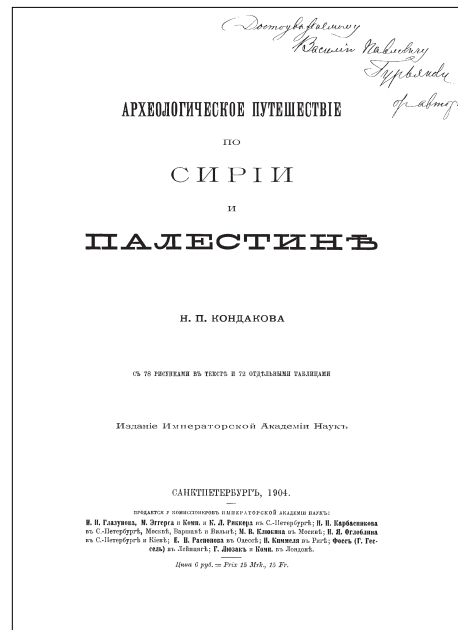 Достоуважаемому
Василию Павловичу
Гурьянову
от автор.
АРХЕОЛОГИЧЕСКОЕ ПУТЕШЕСТВІЕ
ПО
СИРІИ
И
ПАЛЕСТИНѢ
Н. П. КОНДАКОВА
СЪ 78 РИСУНКАМИ ВЪ ТЕКСТѢ И 72 ОТДѢЛЬНЫМИ ТАБЛИЦАМИ
Изданіе Императорской Академіи Наукъ.
САНКТПЕТЕРБУРГЪ, 1904.
ПРОДАЕТСЯ У КОМИССІОНЕРОВЪ ИМПЕРАТОРСКОЙ АКАДЕМІИ НАУКЪ:
И. И. Глазунова, М. Эггерса и Комп. и К. Л. Риккера въ С.-Петербургѣ; Н. П. Карбасникова
въ С.-Петербургѣ, Москвѣ, Варшавѣ и Вильнѣ; М. В. Клюкина въ Москвѣ; Н. Я. Оглоблина
въ С.-Петербургѣ и Кіевѣ; Е. П. Распопова въ Одессѣ; Н. Киммеля въ Ригѣ; Фоссъ (Г. Гес-
сель) въ Лейпцигѣ; Г. Люзакъ и Комп. въ Лондонѣ.
Цѣна 6 руб. = Prix 15 Mrk., 15 Fr.